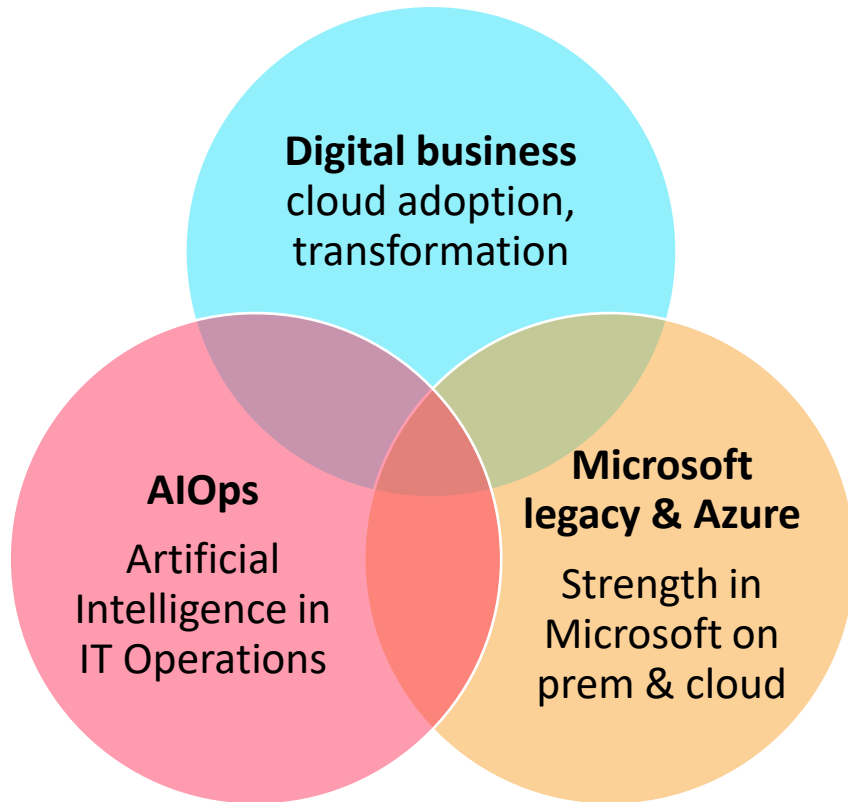 Digital business
cloud adoption,
transformation
AIOps
Artificial
Intelligence in
IT Operations
Microsoft
legacy & Azure
Strength in
Microsoft on
prem & cloud